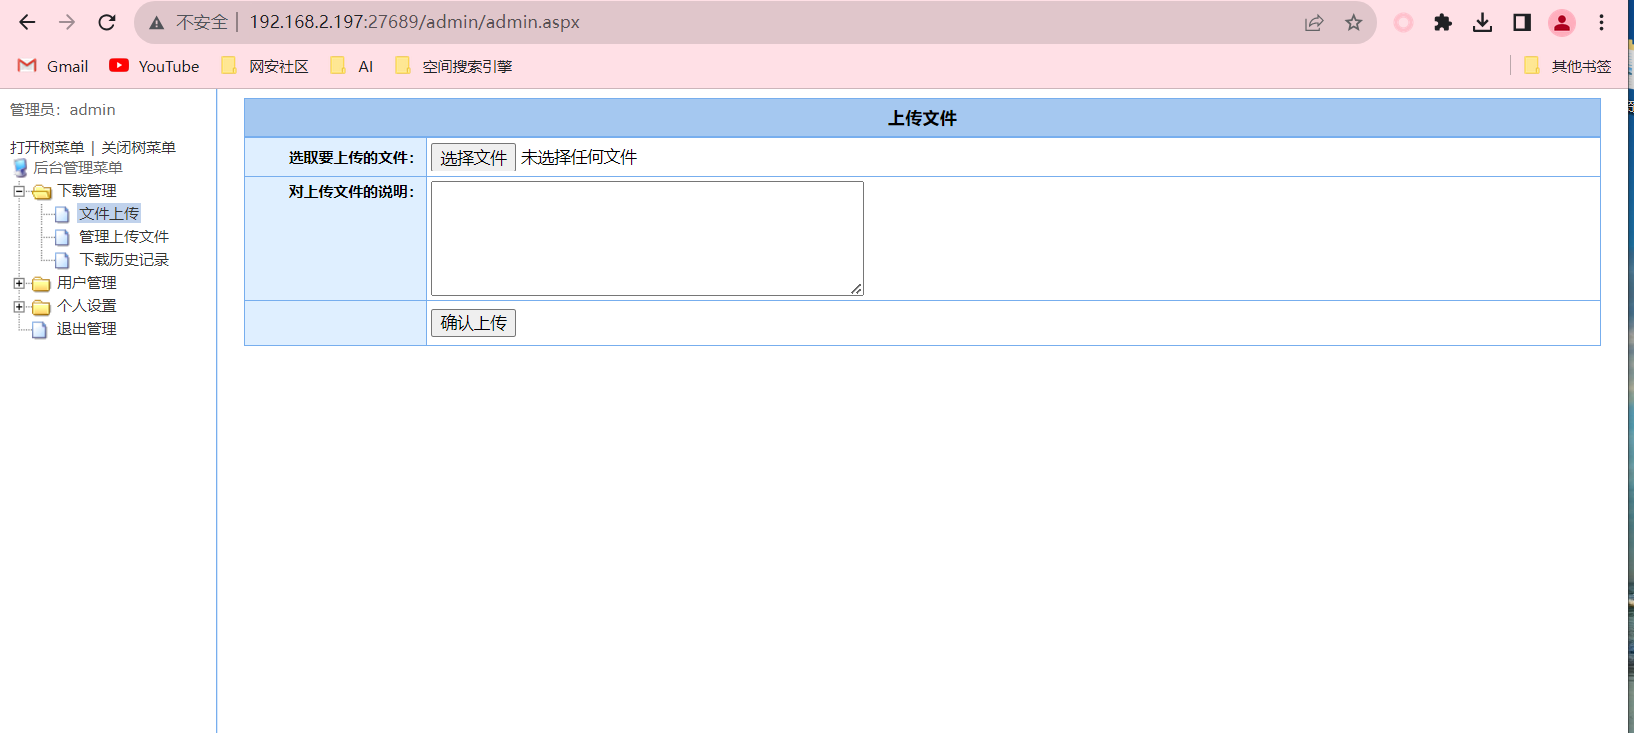 不安全 | 192.168.2.197:27689/admin/admin.aspx
Gmail YouTube 网安社区 AI 空间搜索引擎 其他书签
管理员：admin
打开树菜单 | 关闭树菜单
后台管理菜单
下载管理
文件上传
管理上传文件
下载历史记录
用户管理
个人设置
退出管理
上传文件
选取要上传的文件： 选择文件 未选择任何文件
对上传文件的说明：
确认上传